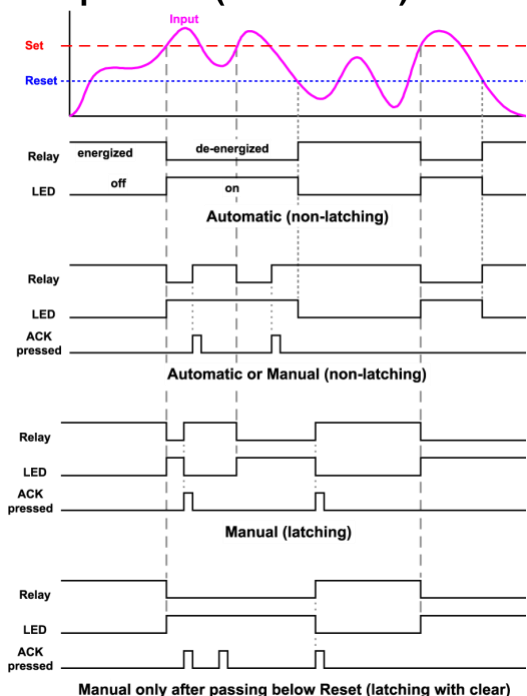 Input
Set
Reset
energized
de-energized
Relay
off
on
LED
Automatic (non-latching)
Relay
LED
ACK
pressed
Automatic or Manual (non-latching)
Relay
LED
ACK
pressed
Manual (latching)
Relay
LED
ACK
pressed
Manual only after passing below Reset (latching with clear)